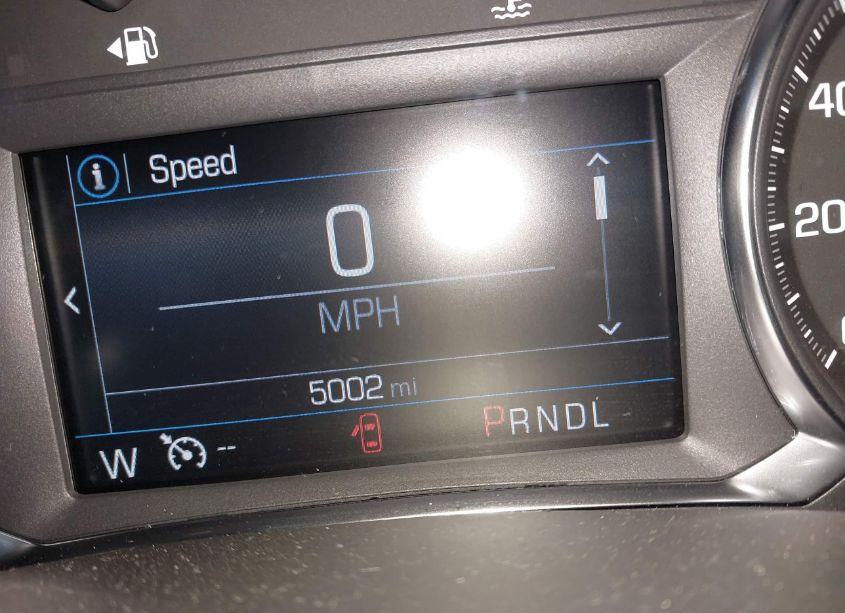 Speed
0
MPH
5002 mi
W -- PRNDL
40
20